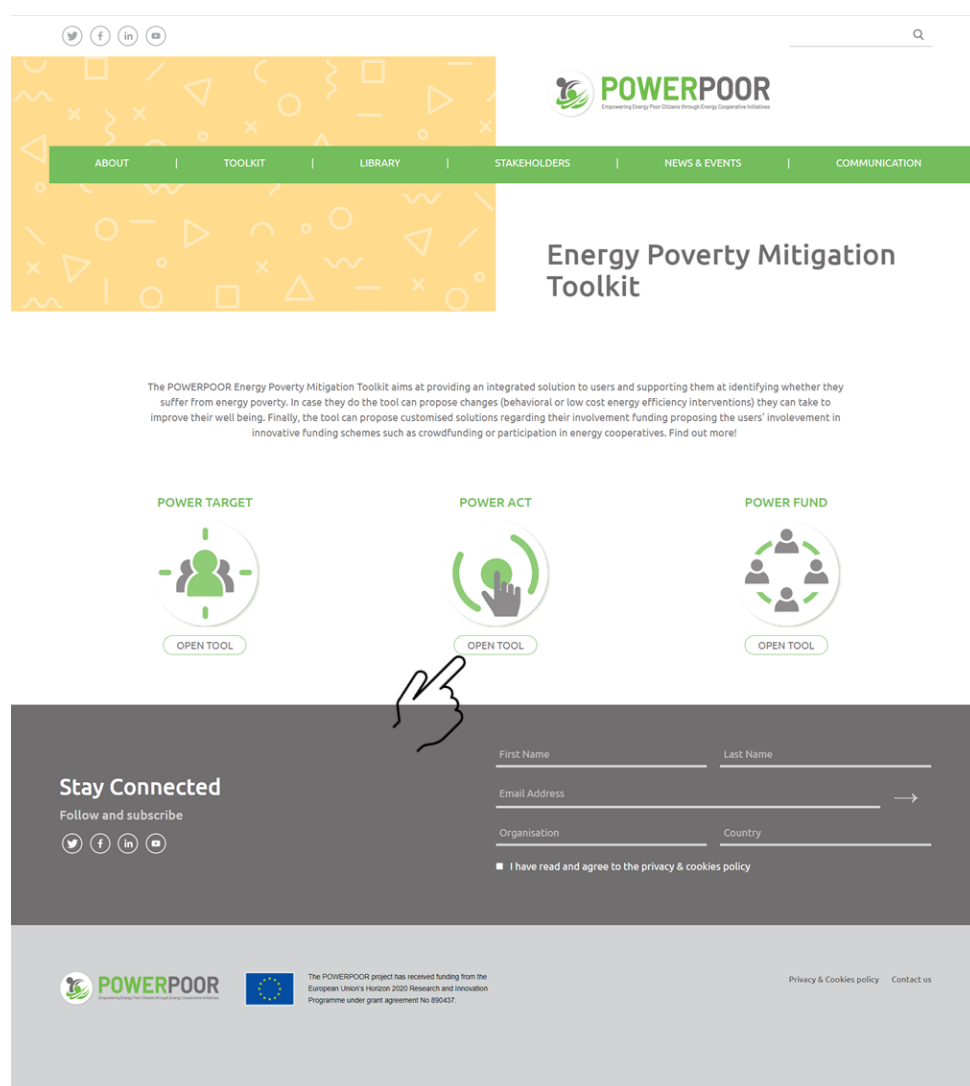 POWERPOOR
Empowering Energy Poor Citizens through Energy Cooperative Initiatives
ABOUT | TOOLKIT | LIBRARY | STAKEHOLDERS | NEWS & EVENTS | COMMUNICATION
Energy Poverty Mitigation
Toolkit
The POWERPOOR Energy Poverty Mitigation Toolkit aims at providing an integrated solution to users and supporting them at identifying whether they
suffer from energy poverty. In case they do the tool can propose changes (behavioral or low cost energy efficiency interventions) they can take to
improve their well being. Finally, the tool can propose customised solutions regarding their involvement funding proposing the users' involevement in
innovative funding schemes such as crowdfunding or participation in energy cooperatives. Find out more!
POWER TARGET
POWER ACT
POWER FUND
OPEN TOOL
OPEN TOOL
OPEN TOOL
Stay Connected
Follow and subscribe
First Name
Last Name
Email Address
Organisation
Country
I have read and agree to the privacy & cookies policy
POWERPOOR
Empowering Energy Poor Citizens through Energy Cooperative Initiatives
The POWERPOOR project has received funding from the
European Union's Horizon 2020 Research and Innovation
Programme under grant agreement No 890437.
Privacy & Cookies policy Contact us